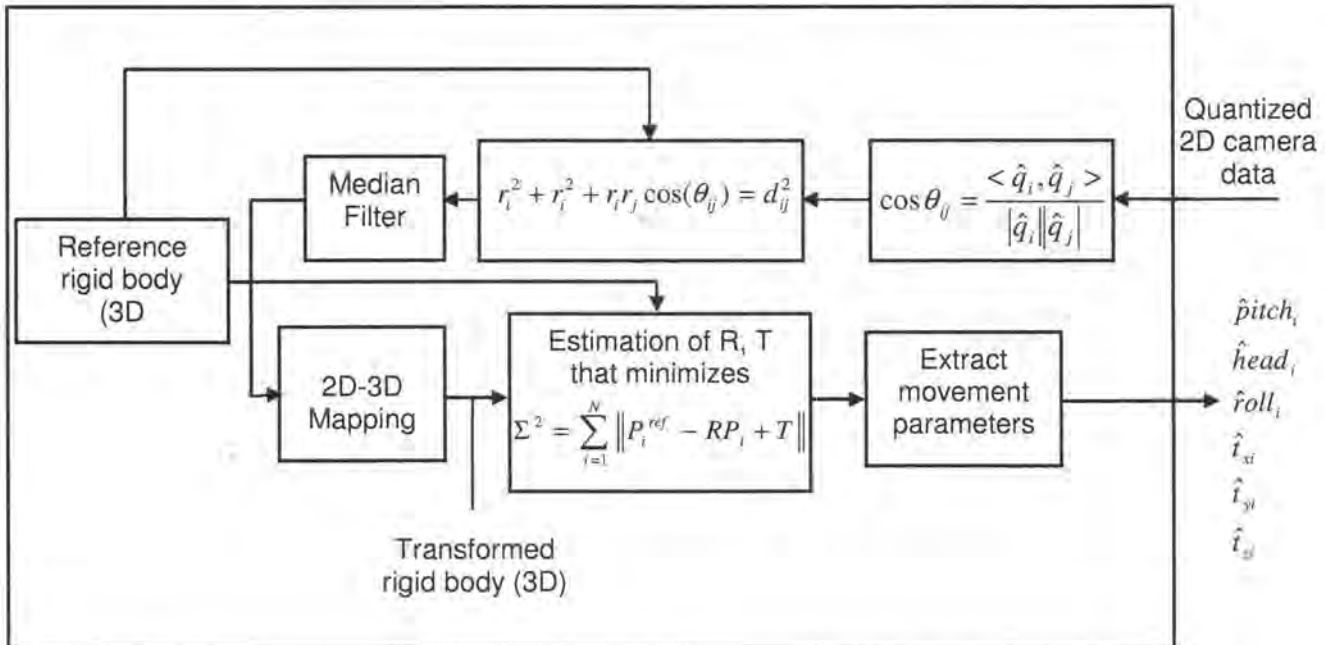 Quantized
2D camera
data
Median
Filter
r_i^2 + r_i^2 + r_i r_j cos(θ_ij) = d_ij^2
cos θ_ij = < q̂_i, q̂_j > / |q̂_i||q̂_j|
Reference
rigid body
(3D
2D-3D
Mapping
Estimation of R, T
that minimizes
Σ^2 = ∑_{i=1}^{N} ‖P_i^ref - RP_i + T‖
Extract
movement
parameters
p̂itch_i
ĥead_i
r̂oll_i
t̂_xi
t̂_yi
t̂_zi
Transformed
rigid body (3D)